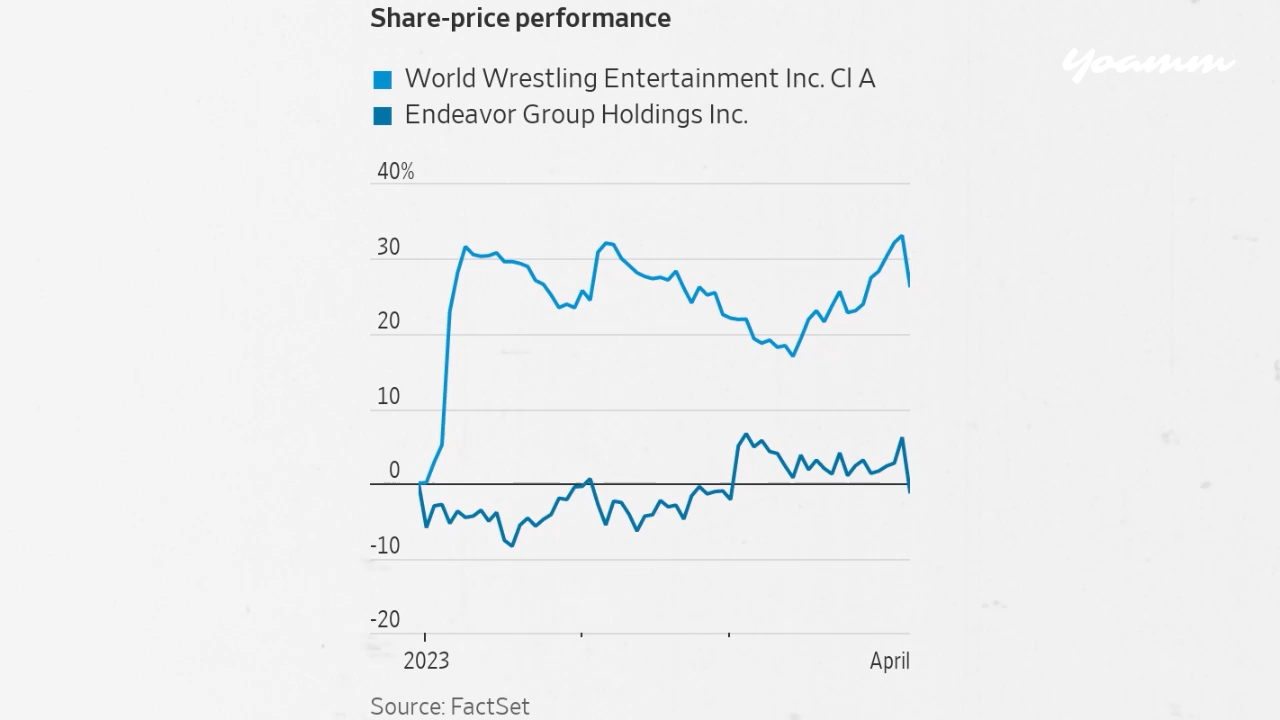 Share-price performance
Yoamm
World Wrestling Entertainment Inc. Cl A
Endeavor Group Holdings Inc.
40%
30
20
10
0
-10
-20
2023
April
Source: FactSet